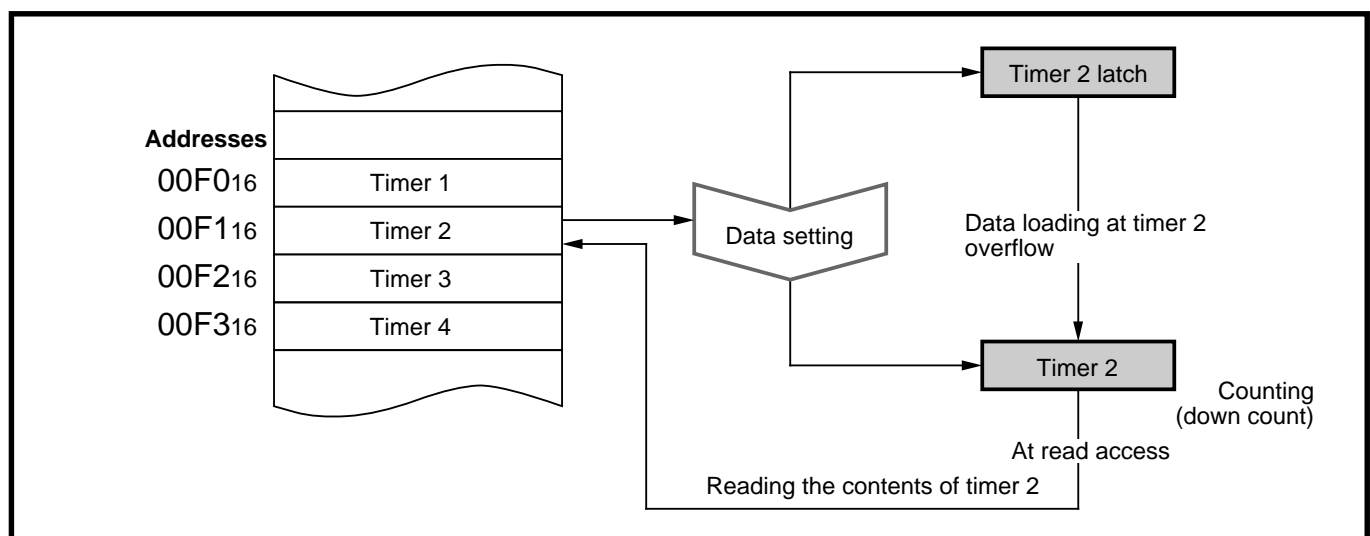 Timer 2 latch
Addresses
00F016
Timer 1
00F116
Timer 2
00F216
Timer 3
00F316
Timer 4
Data setting
Data loading at timer 2
overflow
Timer 2
Counting
(down count)
At read access
Reading the contents of timer 2